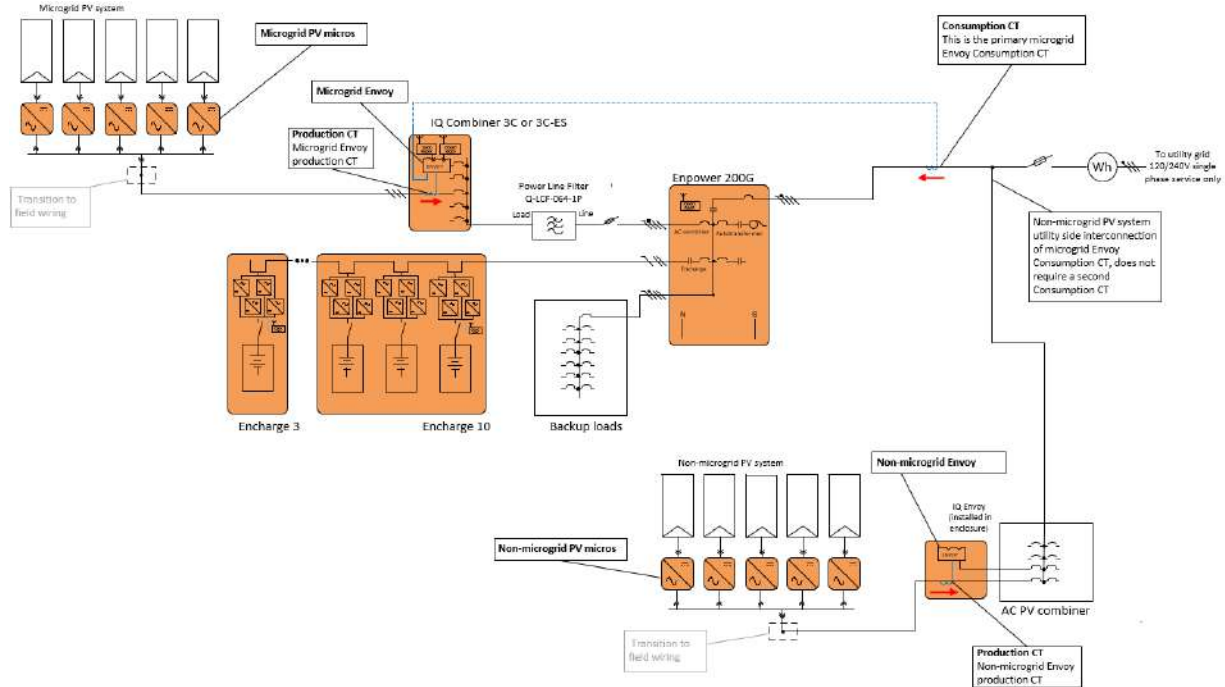 Microgrid PV system
Microgrid PV micros
Microgrid Envoy
Production CT
Microgrid Envoy
production CT
IQ Combiner 3C or 3C-ES
Transition to
field wiring
Power Line Filter
Q-LCF-064-1P
Load
Line
Enpower 200G
AC combiner
Autotransformer
Encharge
N
G
Consumption CT
This is the primary microgrid
Envoy Consumption CT
Wh
To utility grid
120/240V single
phase service only
Non-microgrid PV system
utility side interconnection
of microgrid Envoy
Consumption CT, does not
require a second
Consumption CT
Encharge 3
Encharge 10
Backup loads
Non-microgrid PV system
Non-microgrid PV micros
Non-microgrid Envoy
IQ Envoy
(installed in
enclosure)
AC PV combiner
Transition to
field wiring
Production CT
Non-microgrid Envoy
production CT